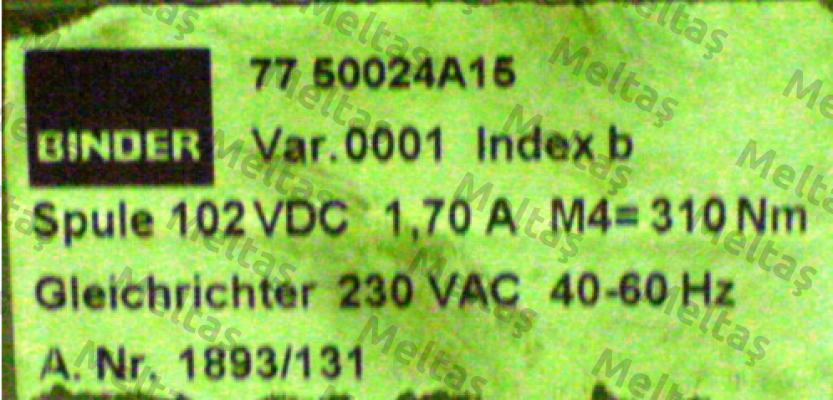 77 50024A15
BINDER Var.0001 Index b
Spule 102 VDC 1,70 A M4= 310 Nm
Gleichrichter 230 VAC 40-60 Hz
A. Nr. 1893/131
Meltaş